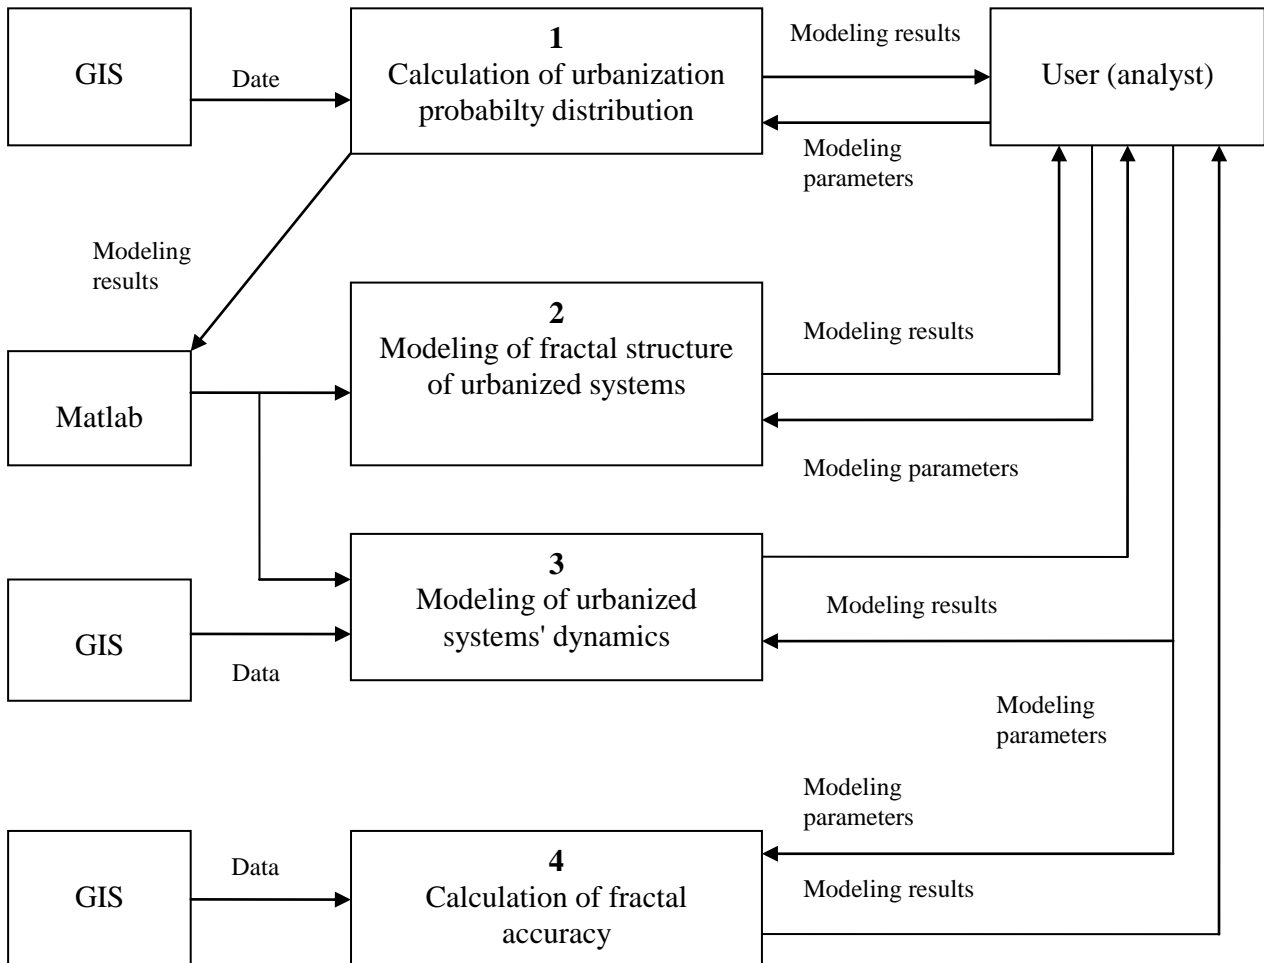 GIS
Date
1
Calculation of urbanization
probabilty distribution
Modeling results
User (analyst)
Modeling
parameters
Modeling
results
Matlab
2
Modeling of fractal structure
of urbanized systems
Modeling results
Modeling parameters
GIS
Data
3
Modeling of urbanized
systems' dynamics
Modeling results
Modeling
parameters
GIS
Data
4
Calculation of fractal
accuracy
Modeling
parameters
Modeling results